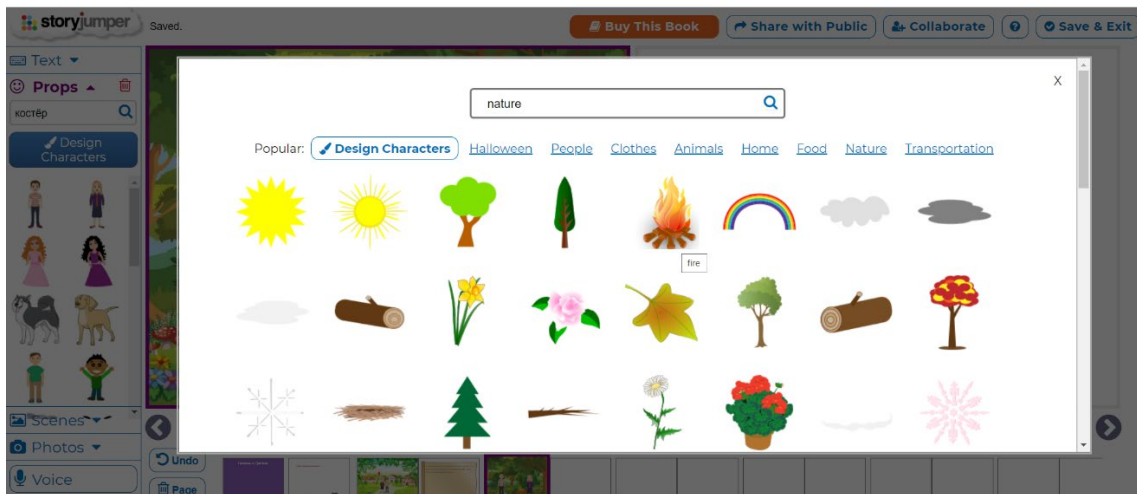 storyjumper
Saved.
Buy This Book
Share with Public
Collaborate
?
Save & Exit
Text
Props
костёр
Design
Characters
Scenes
Photos
Voice
X
nature
Popular: Design Characters Halloween People Clothes Animals Home Food Nature Transportation
fire
Undo
Page